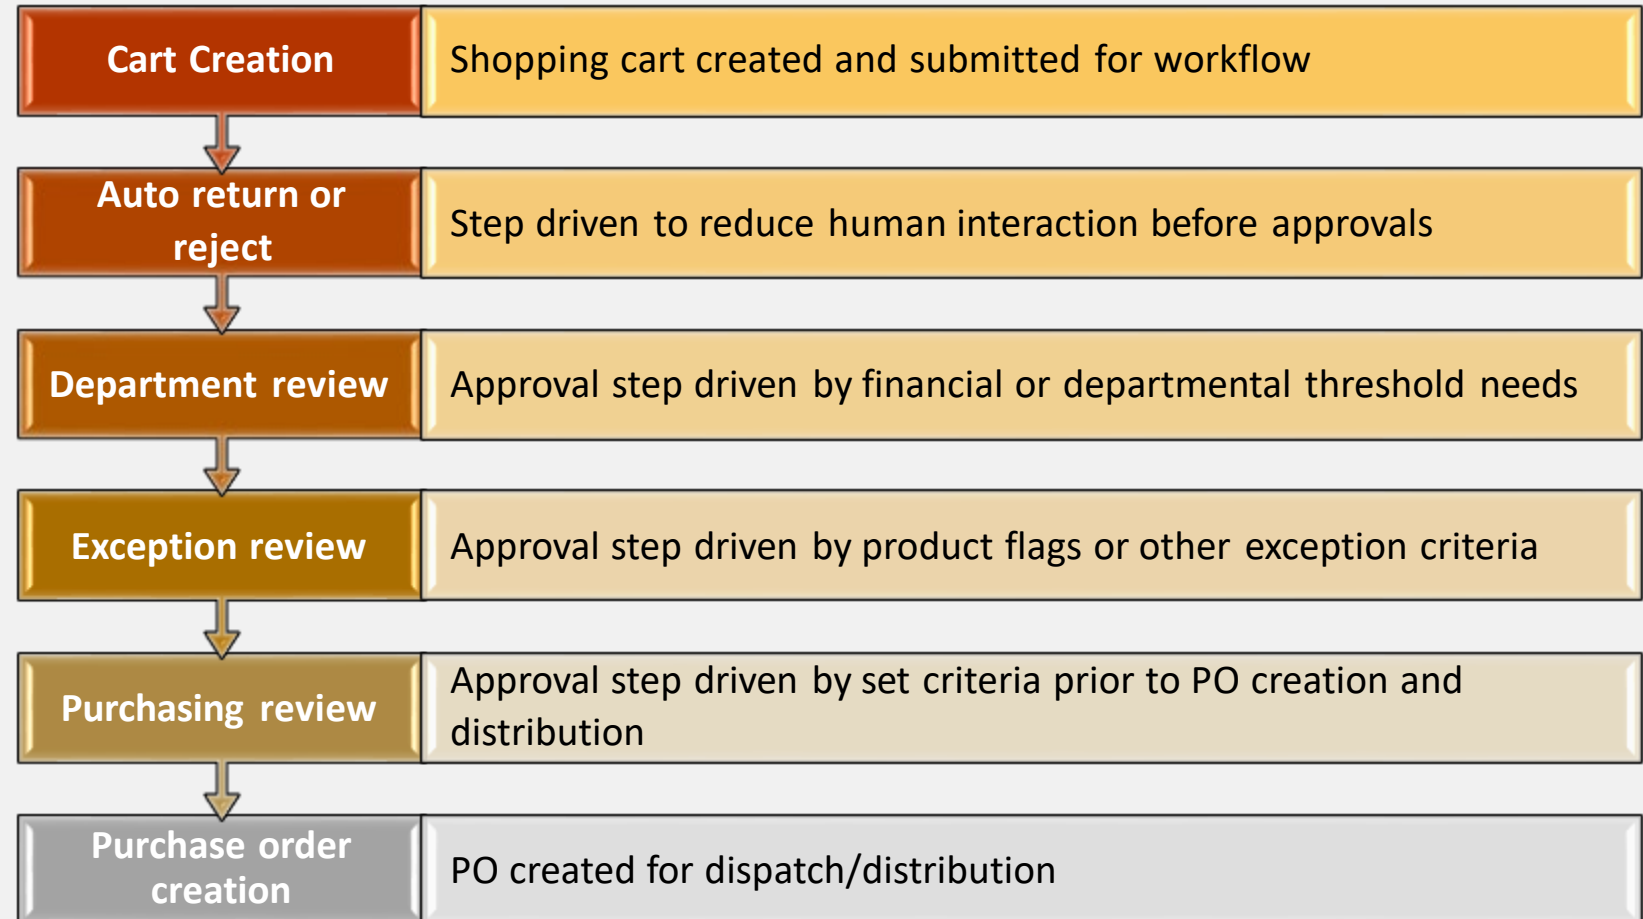 Cart Creation
Shopping cart created and submitted for workflow
Auto return or
reject
Step driven to reduce human interaction before approvals
Department review
Approval step driven by financial or departmental threshold needs
Exception review
Approval step driven by product flags or other exception criteria
Purchasing review
Approval step driven by set criteria prior to PO creation and
distribution
Purchase order
creation
PO created for dispatch/distribution